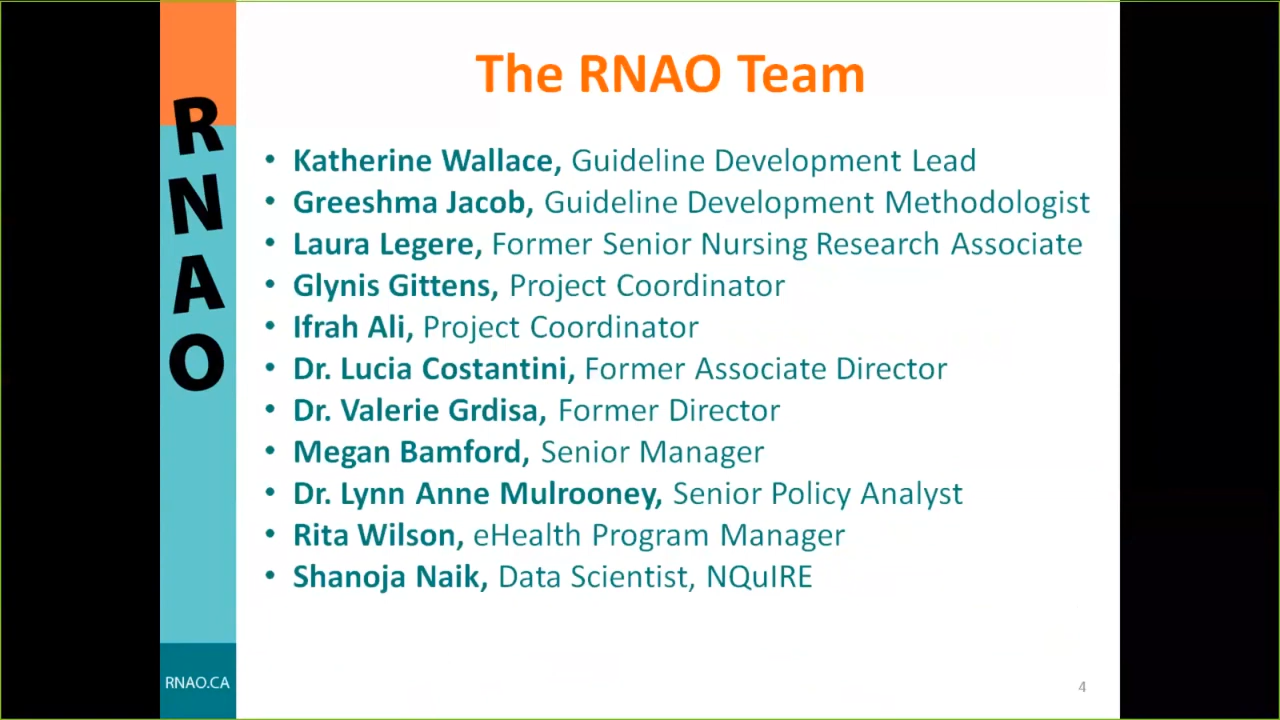 The RNAO Team
RNAO
• Katherine Wallace, Guideline Development Lead
• Greeshma Jacob, Guideline Development Methodologist
• Laura Legere, Former Senior Nursing Research Associate
• Glynis Gittens, Project Coordinator
• Ifrah Ali, Project Coordinator
• Dr. Lucia Costantini, Former Associate Director
• Dr. Valerie Grdisa, Former Director
• Megan Bamford, Senior Manager
• Dr. Lynn Anne Mulrooney, Senior Policy Analyst
• Rita Wilson, eHealth Program Manager
• Shanoja Naik, Data Scientist, NQuIRE
RNAO.CA
4